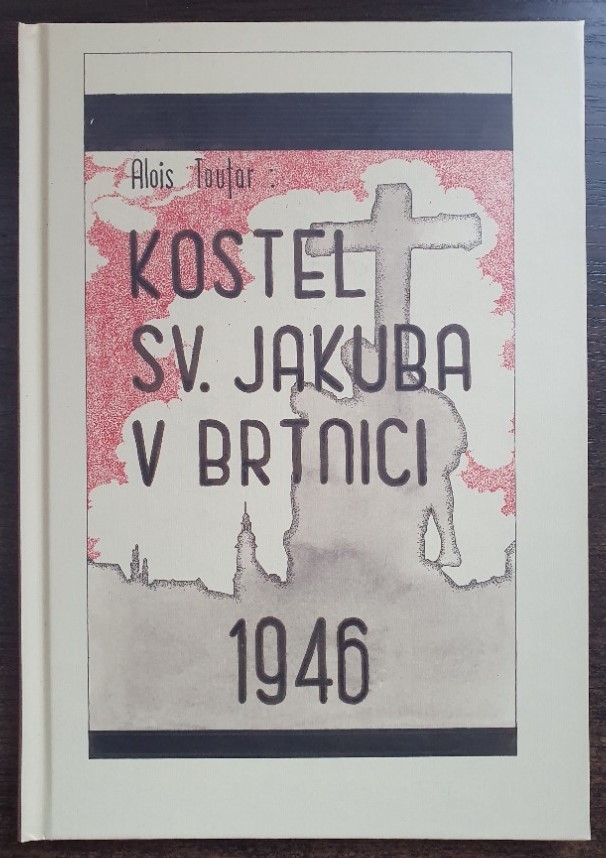 Alois Toufar :
KOSTEL
SV. JAKUBA
V BRTNICI
1946